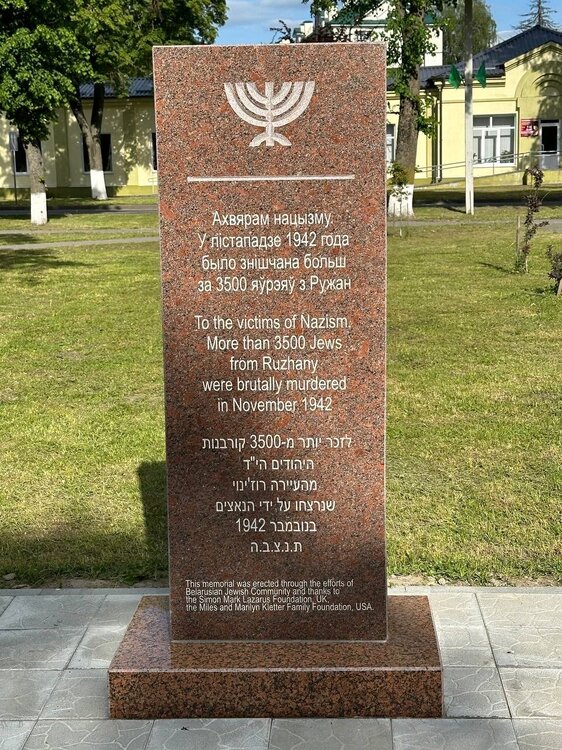 Ахвярам нацызму.
У лістападзе 1942 года
было знішчана больш
за 3500 яўрэяў з Ружан
To the victims of Nazism.
More than 3500 Jews
from Ruzhany
were brutally murdered
in November 1942
לזכר יותר מ-3500 קורבנות
היהודים הי"ד
מהעיירה רוז'ינוי
שנרצחו על ידי הנאצים
בנובמבר 1942
ת.נ.צ.ב.ה
This memorial was erected through the efforts of
Belarusian Jewish Community and thanks to
the Simon Mark Lazarus Foundation, UK,
the Miles and Marilyn Kletter Family Foundation, USA.